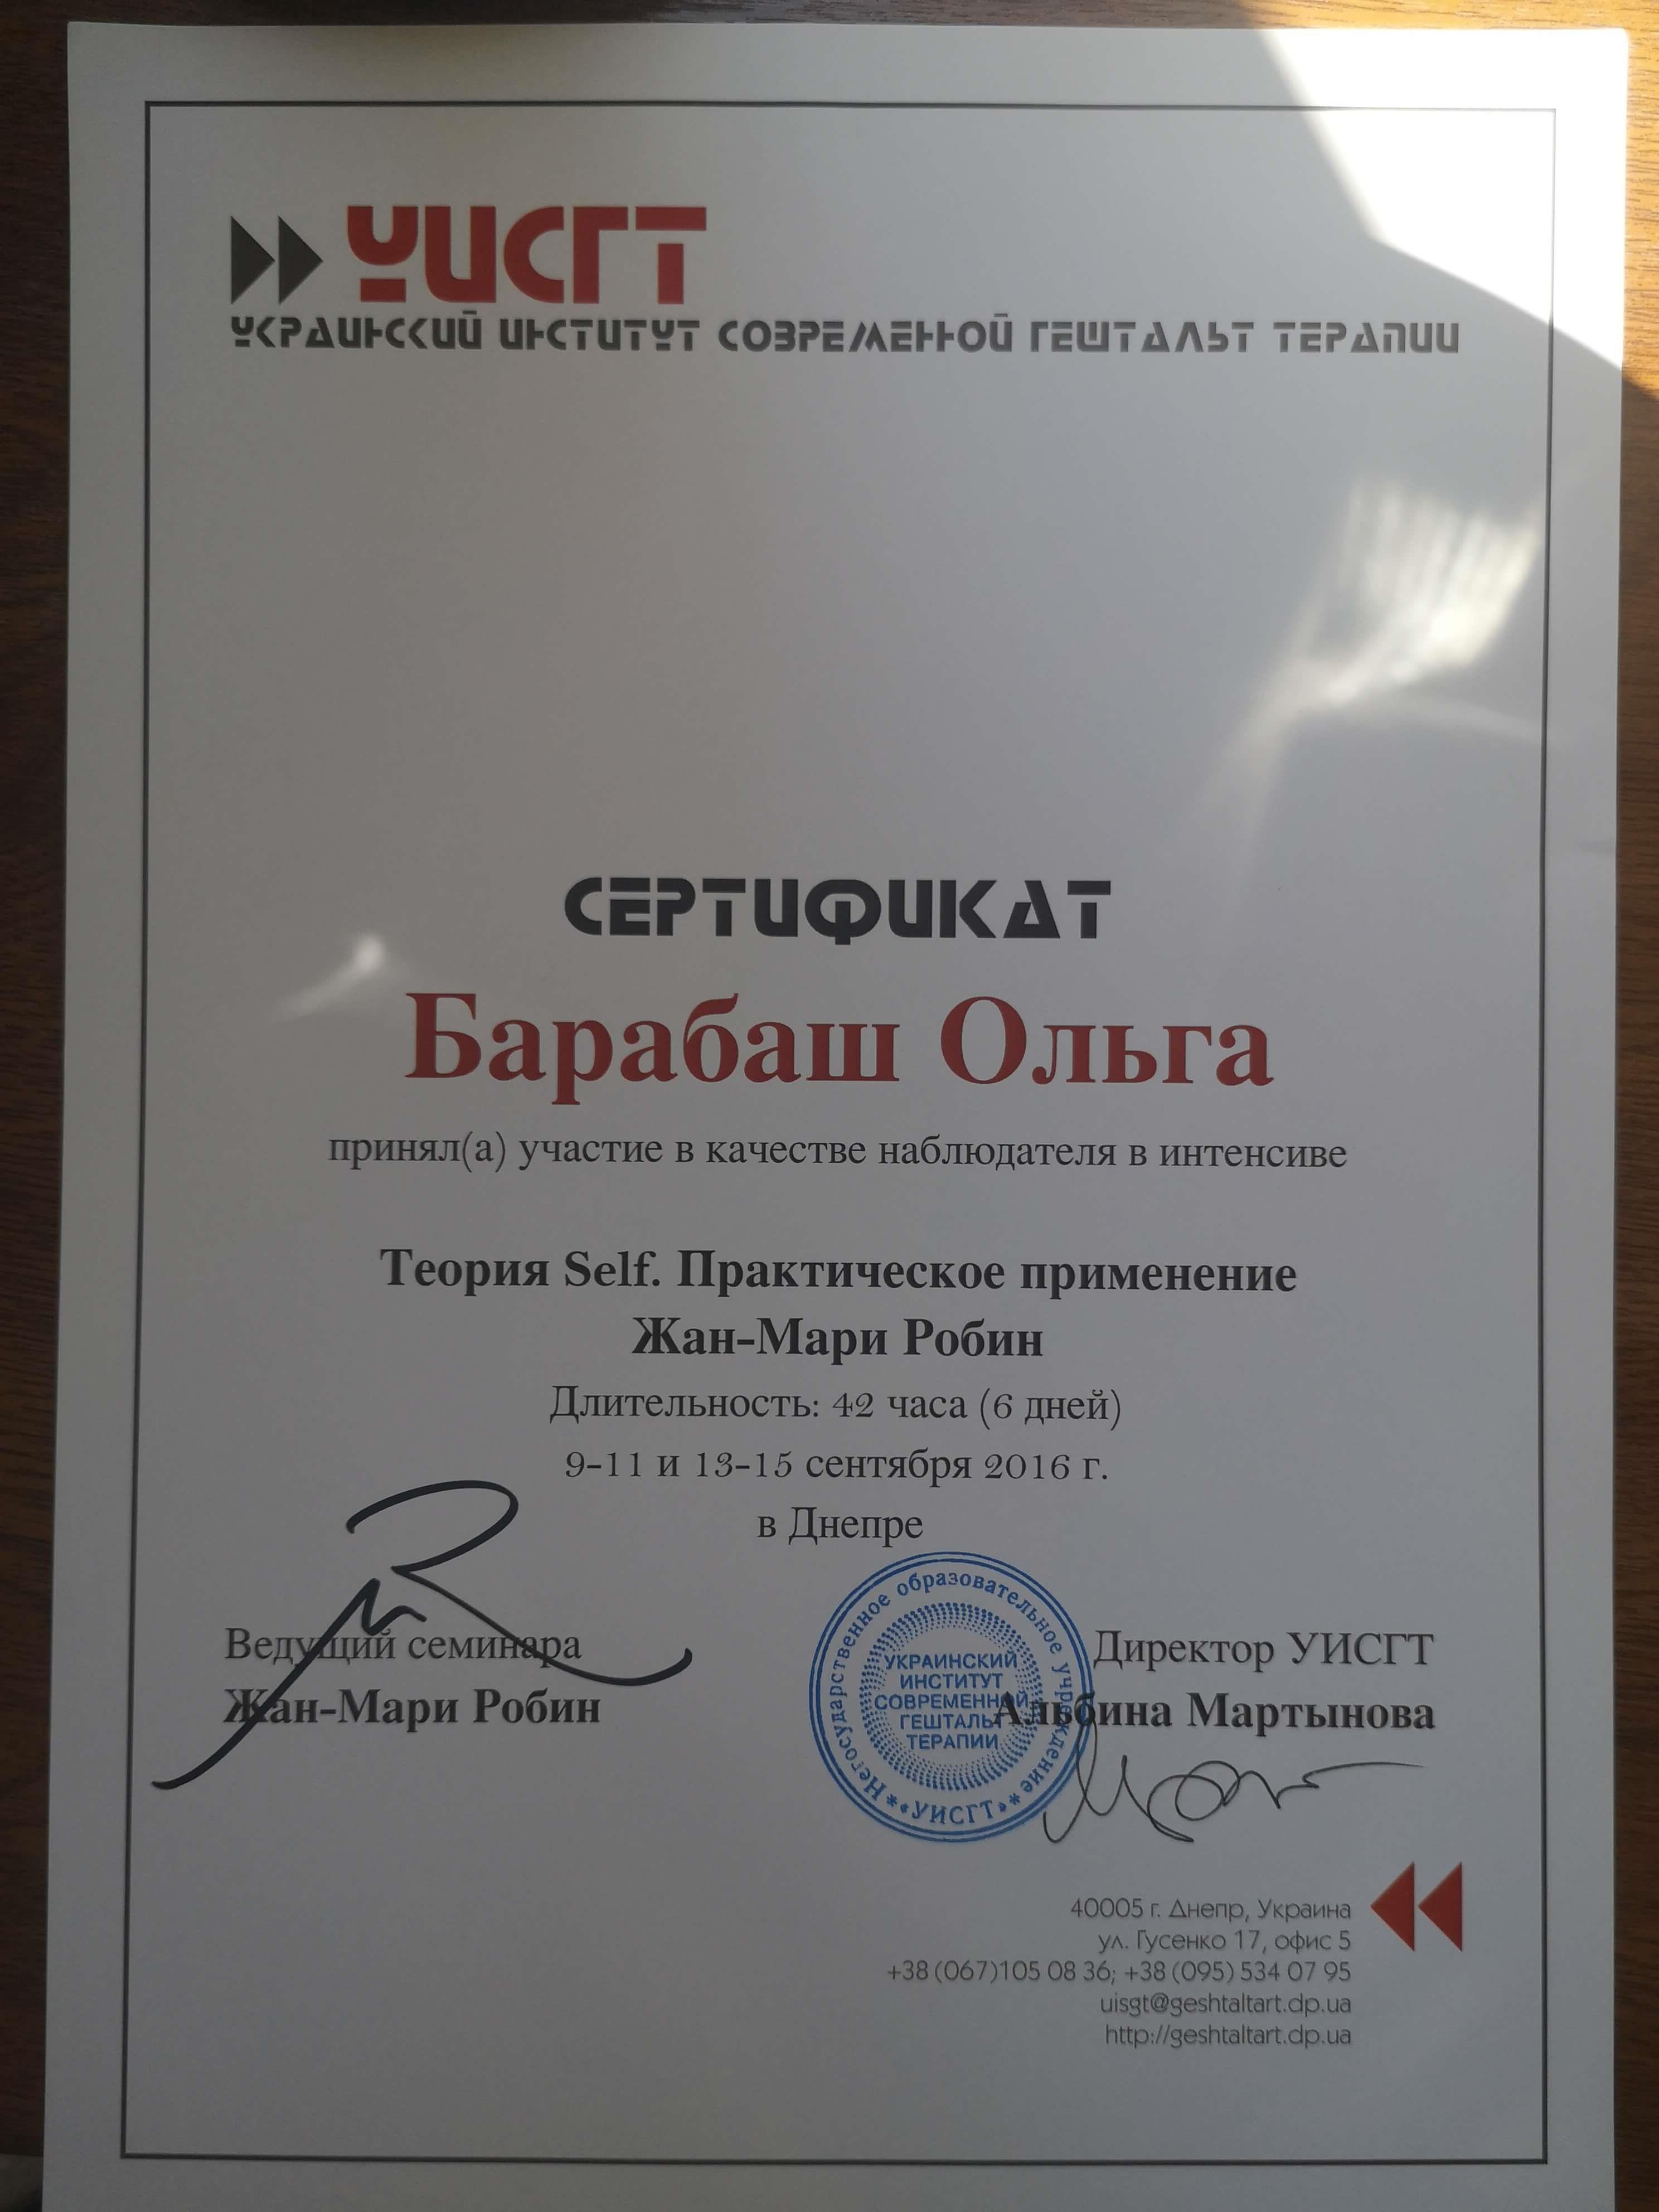 УИСГТ
УКРАИНСКИЙ ИНСТИТУТ СОВРЕМЕННОЙ ГЕШТАЛЬТ ТЕРАПИИ
СЕРТИФИКАТ
Барабаш Ольга
принял(а) участие в качестве наблюдателя в интенсиве
Теория Self. Практическое применение
Жан-Мари Робин
Длительность: 42 часа (6 дней)
9-11 и 13-15 сентября 2016 г.
в Днепре
Ведущий семинара
Жан-Мари Робин
Негосударственное образовательное учреждение
* «УИСГТ» *
УКРАИНСКИЙ
ИНСТИТУТ
СОВРЕМЕННОЙ
ГЕШТАЛЬТ
ТЕРАПИИ
Директор УИСГТ
Альбина Мартынова
40005 г. Днепр, Украина
ул. Гусенко 17, офис 5
+38 (067)105 08 36; +38 (095) 534 07 95
uisgt@geshtaltart.dp.ua
http://geshtaltart.dp.ua